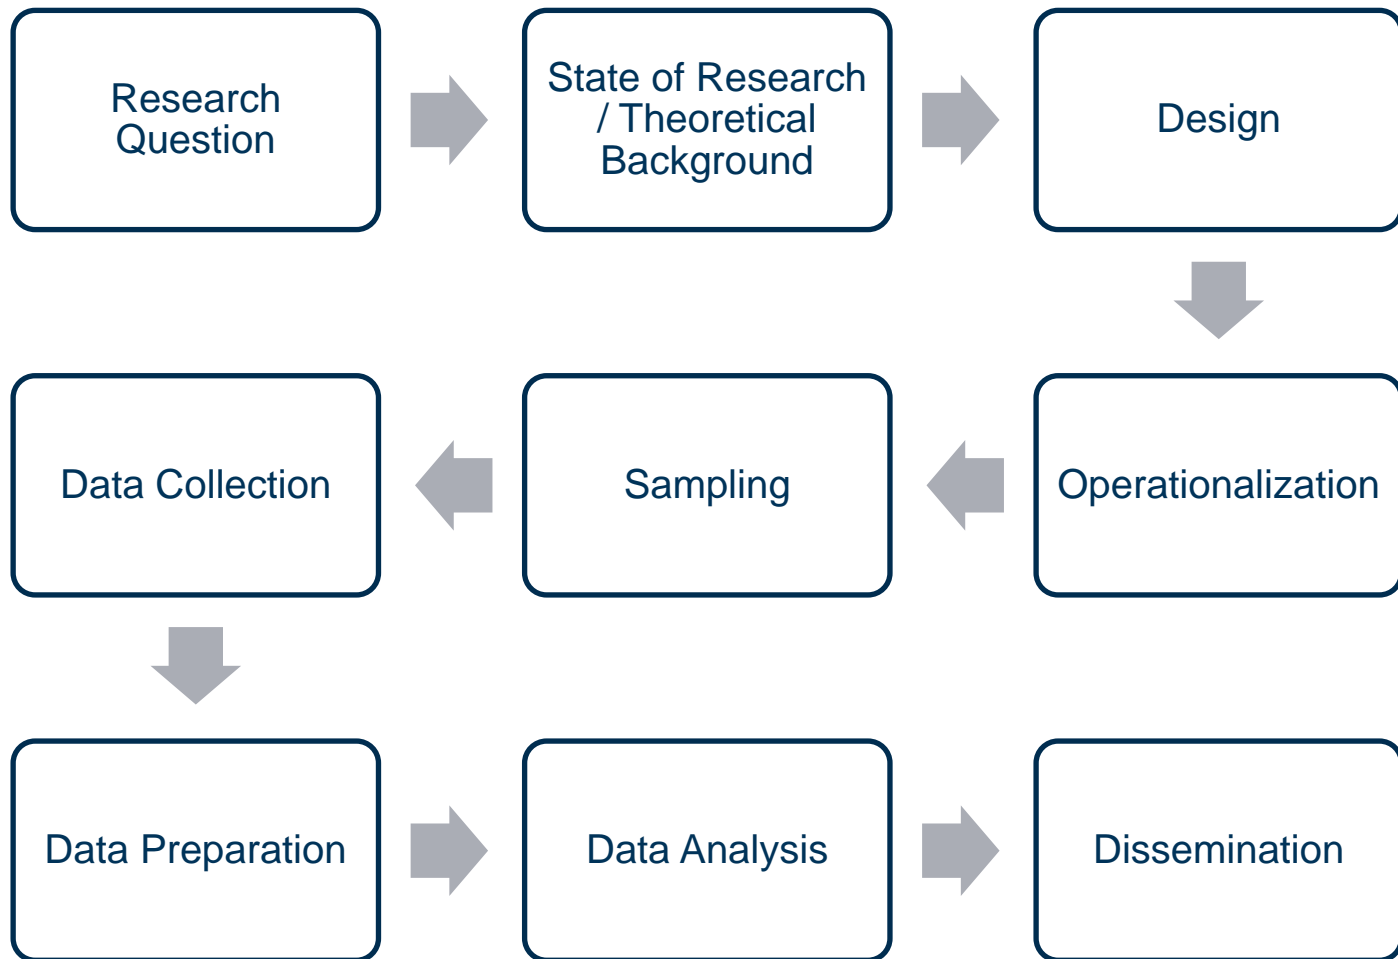 Research
Question
State of Research
/ Theoretical
Background
Design
Operationalization
Sampling
Data Collection
Data Preparation
Data Analysis
Dissemination